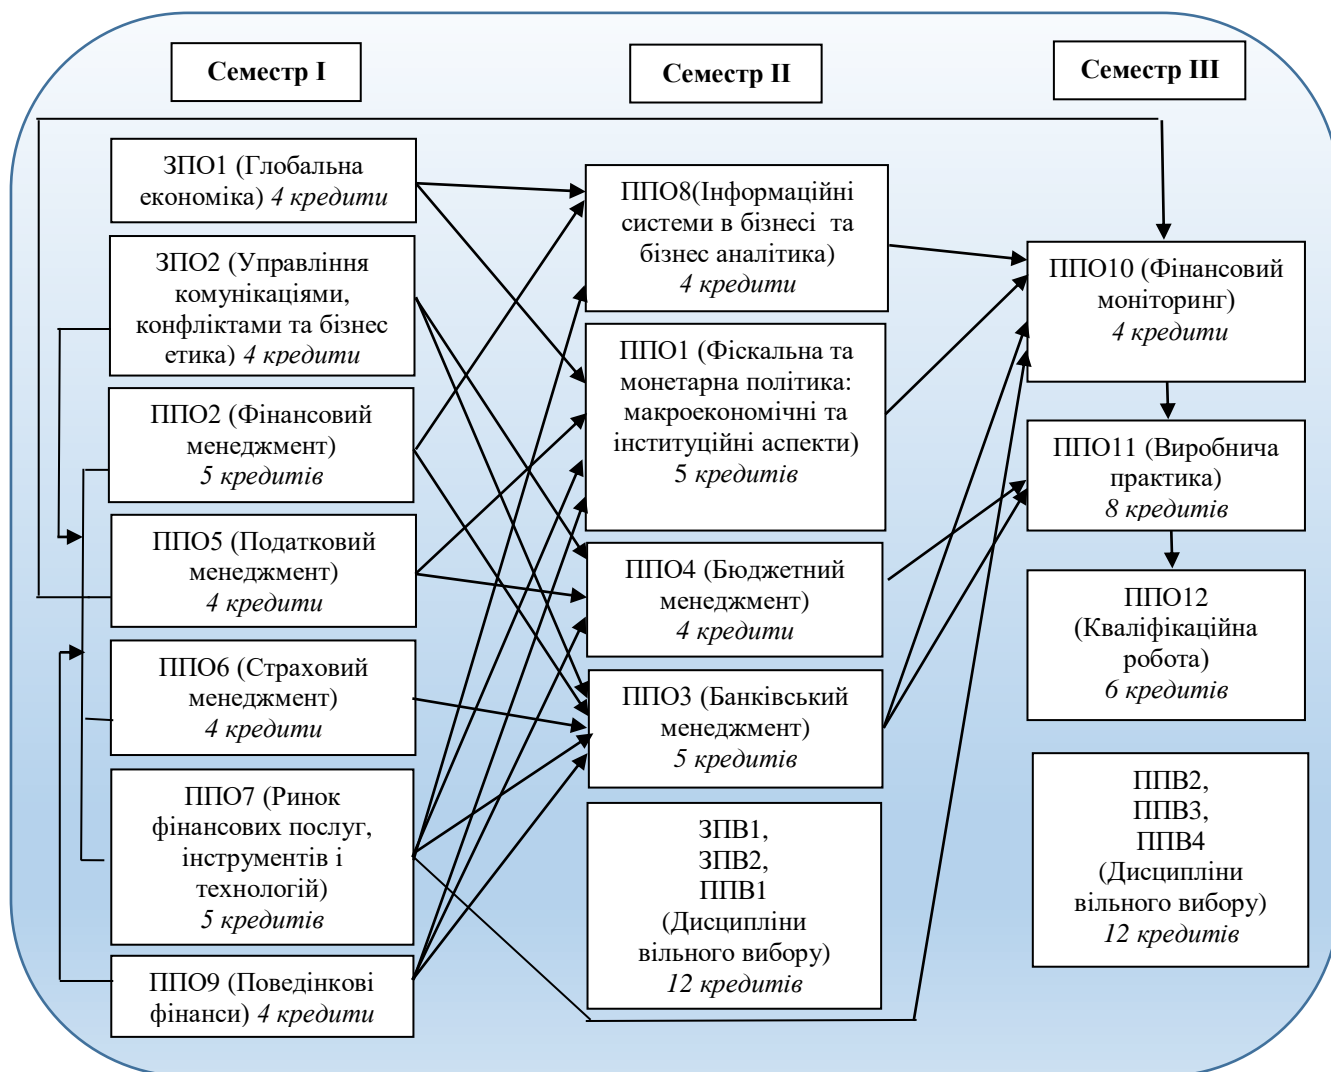 Семестр І
Семестр ІІ
Семестр ІІІ
ЗПО1 (Глобальна
економіка) 4 кредити
ЗПО2 (Управління
комунікаціями,
конфліктами та бізнес
етика) 4 кредити
ППО2 (Фінансовий
менеджмент)
5 кредитів
ППО5 (Податковий
менеджмент)
4 кредити
ППО6 (Страховий
менеджмент)
4 кредити
ППО7 (Ринок
фінансових послуг,
інструментів і
технологій)
5 кредитів
ППО9 (Поведінкові
фінанси) 4 кредити
ППО8(Інформаційні
системи в бізнесі та
бізнес аналітика)
4 кредити
ППО1 (Фіскальна та
монетарна політика:
макроекономічні та
інституційні аспекти)
5 кредитів
ППО4 (Бюджетний
менеджмент)
4 кредити
ППО3 (Банківський
менеджмент)
5 кредитів
ЗПВ1,
ЗПВ2,
ППВ1
(Дисципліни
вільного вибору)
12 кредитів
ППО10 (Фінансовий
моніторинг)
4 кредити
ППО11 (Виробнича
практика)
8 кредитів
ППО12
(Кваліфікаційна
робота)
6 кредитів
ППВ2,
ППВ3,
ППВ4
(Дисципліни
вільного вибору)
12 кредитів